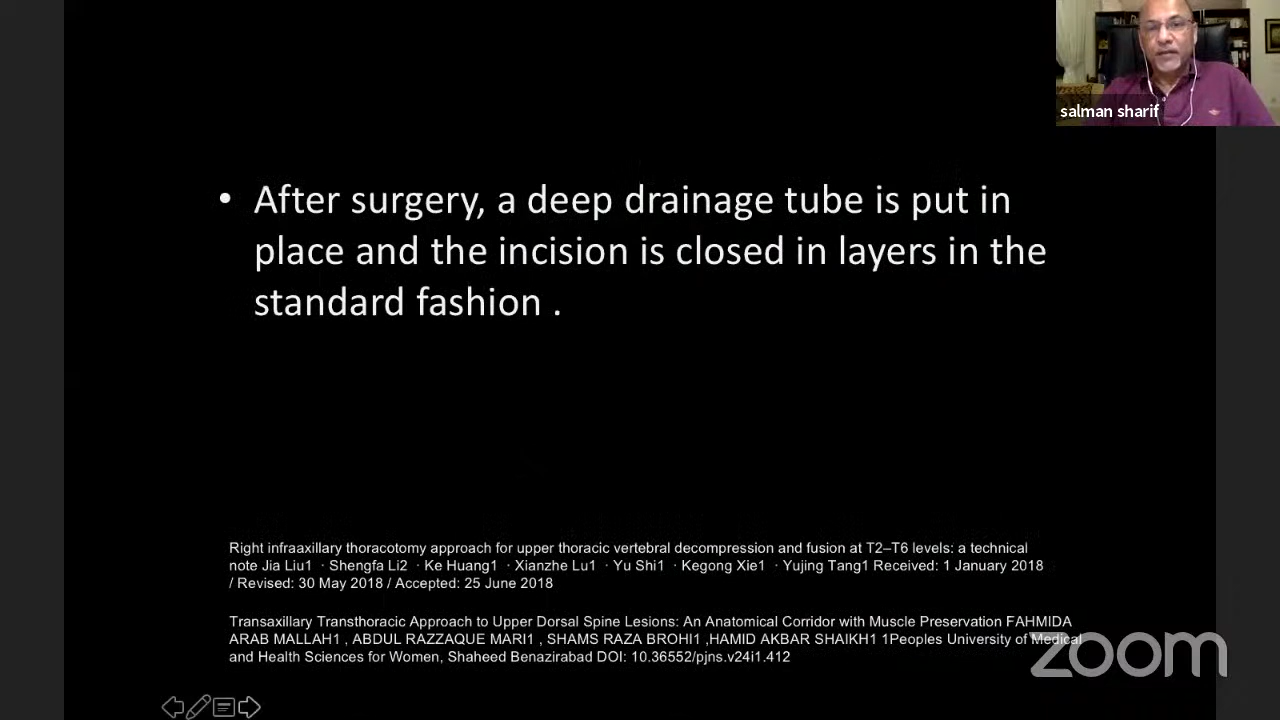 salman sharif
• After surgery, a deep drainage tube is put in
place and the incision is closed in layers in the
standard fashion .
Right infraaxillary thoracotomy approach for upper thoracic vertebral decompression and fusion at T2–T6 levels: a technical
note Jia Liu1 · Shengfa Li2 · Ke Huang1 · Xianzhe Lu1 · Yu Shi1 · Kegong Xie1 · Yujing Tang1 Received: 1 January 2018
/ Revised: 30 May 2018 / Accepted: 25 June 2018
Transaxillary Transthoracic Approach to Upper Dorsal Spine Lesions: An Anatomical Corridor with Muscle Preservation FAHMIDA
ARAB MALLAH1 , ABDUL RAZZAQUE MARI1 , SHAMS RAZA BROHI1 ,HAMID AKBAR SHAIKH1 1Peoples University of Medical
and Health Sciences for Women, Shaheed Benazirabad DOI: 10.36552/pjns.v24i1.412
zoom